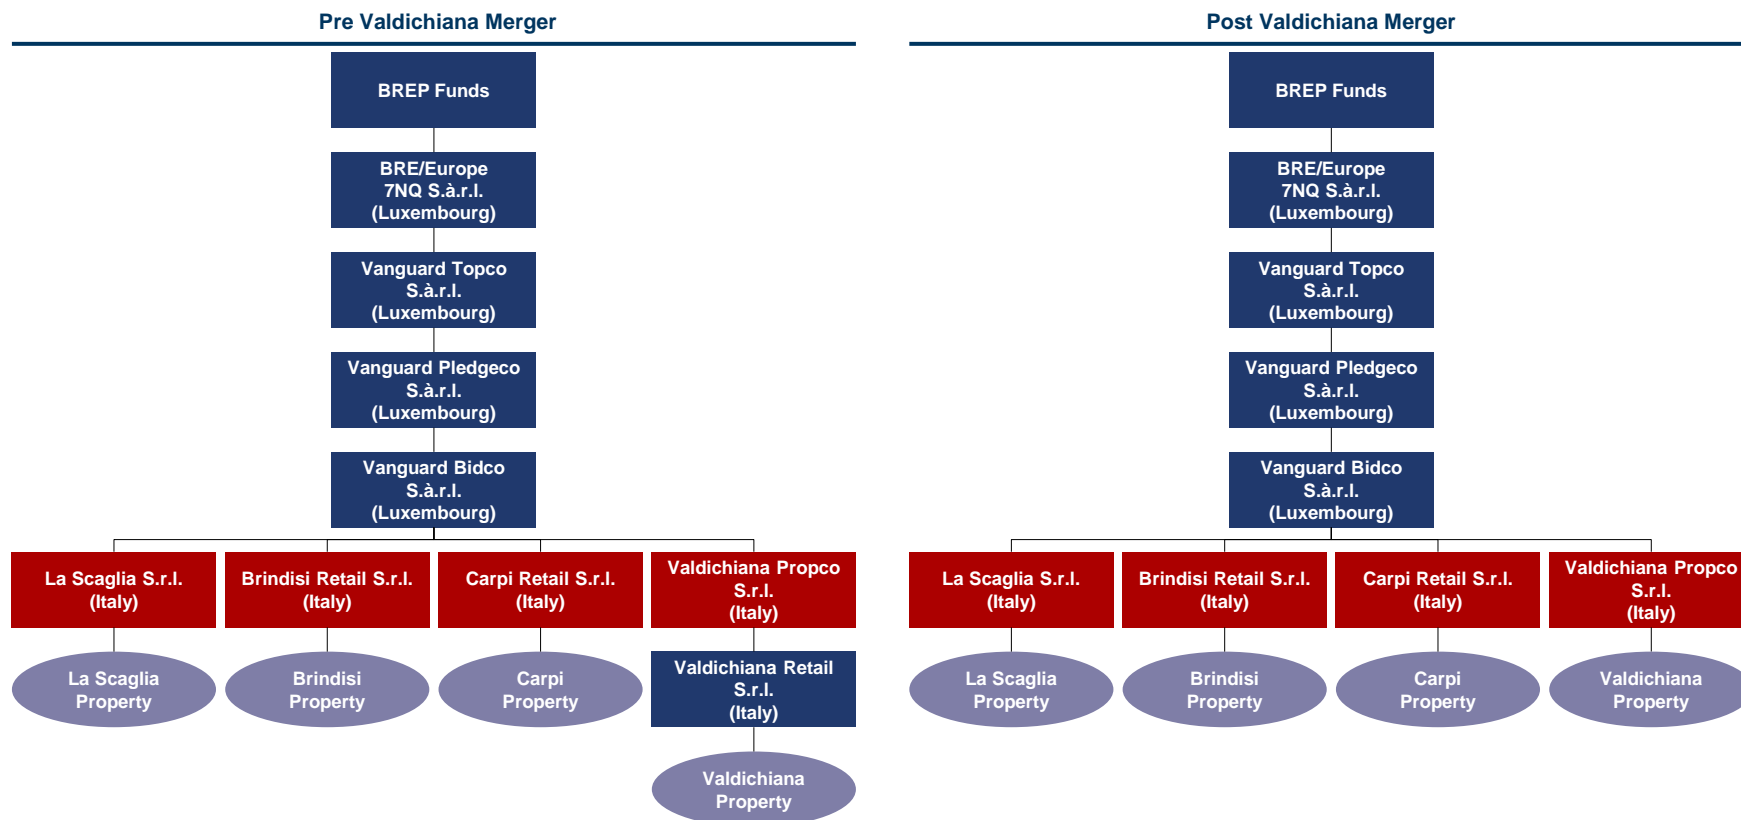 Pre Valdichiana Merger
BREP Funds
BRE/Europe
7NQ S.à.r.l.
(Luxembourg)
Vanguard Topco
S.à.r.l.
(Luxembourg)
Vanguard Pledgeco
S.à.r.l.
(Luxembourg)
Vanguard Bidco
S.à.r.l.
(Luxembourg)
La Scaglia S.r.l.
(Italy)
Brindisi Retail S.r.l.
(Italy)
Carpi Retail S.r.l.
(Italy)
Valdichiana Propco
S.r.l.
(Italy)
La Scaglia
Property
Brindisi
Property
Carpi
Property
Valdichiana Retail
S.r.l.
(Italy)
Valdichiana
Property
Post Valdichiana Merger
BREP Funds
BRE/Europe
7NQ S.à.r.l.
(Luxembourg)
Vanguard Topco
S.à.r.l.
(Luxembourg)
Vanguard Pledgeco
S.à.r.l.
(Luxembourg)
Vanguard Bidco
S.à.r.l.
(Luxembourg)
La Scaglia S.r.l.
(Italy)
Brindisi Retail S.r.l.
(Italy)
Carpi Retail S.r.l.
(Italy)
Valdichiana Propco
S.r.l.
(Italy)
La Scaglia
Property
Brindisi
Property
Carpi
Property
Valdichiana
Property